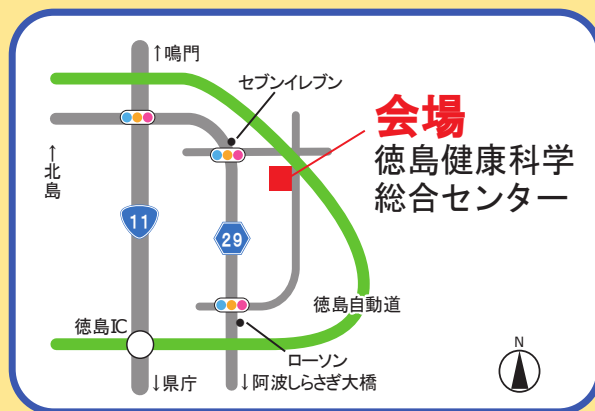 ↑鳴門
セブンイレブン
会場
徳島健康科学
総合センター
↑北島
11
29
徳島自動道
徳島IC
ローソン
↓県庁
↓阿波しらさぎ大橋
N